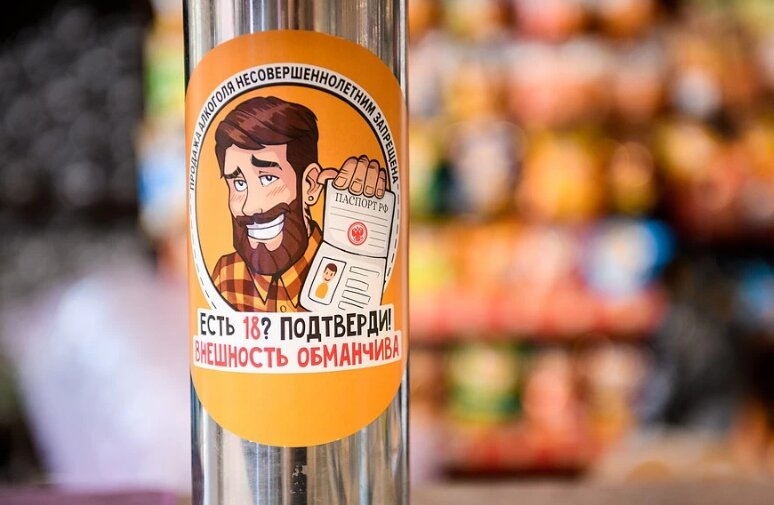 ПРОДАЖА АЛКОГОЛЯ НЕСОВЕРШЕННОЛЕТНИМ ЗАПРЕЩЕНА
ПАСПОРТ РФ
ЕСТЬ 18? ПОДТВЕРДИ!
ВНЕШНОСТЬ ОБМАНЧИВА